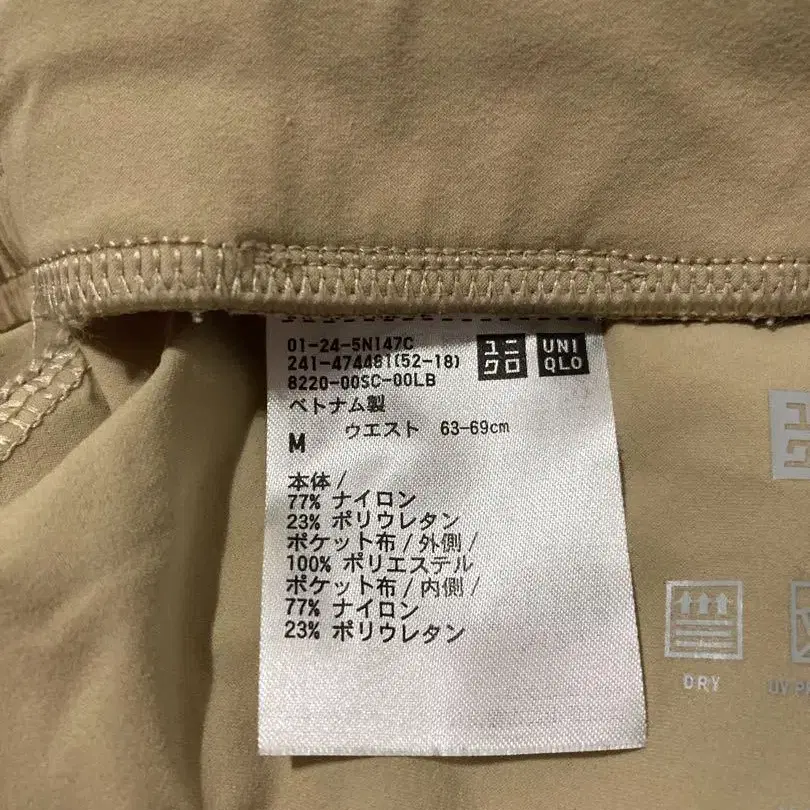 01-24-5N147C
241-474481(52-18)
8220-00SC-00LB
ユニクロ
UNIQLO
ベトナム製
M ウエスト 63-69cm
本体/
77% ナイロン
23% ポリウレタン
ポケット布/外側/
100% ポリエステル
ポケット布/内側/
77% ナイロン
23% ポリウレタン
DRY